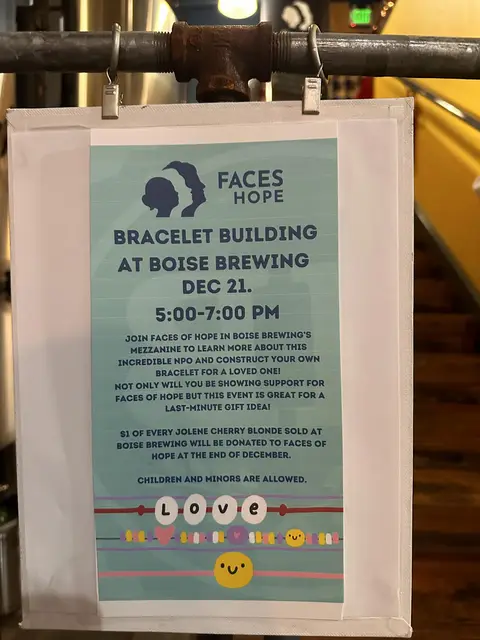 FACES
HOPE
BRACELET BUILDING
AT BOISE BREWING
DEC 21.
5:00-7:00 PM
JOIN FACES OF HOPE IN BOISE BREWING'S
MEZZANINE TO LEARN MORE ABOUT THIS
INCREDIBLE NPO AND CONSTRUCT YOUR OWN
BRACELET FOR A LOVED ONE!
NOT ONLY WILL YOU BE SHOWING SUPPORT FOR
FACES OF HOPE BUT THIS EVENT IS GREAT FOR A
LAST-MINUTE GIFT IDEA!
$1 OF EVERY JOLENE CHERRY BLONDE SOLD AT
BOISE BREWING WILL BE DONATED TO FACES OF
HOPE AT THE END OF DECEMBER.
CHILDREN AND MINORS ARE ALLOWED.
Love